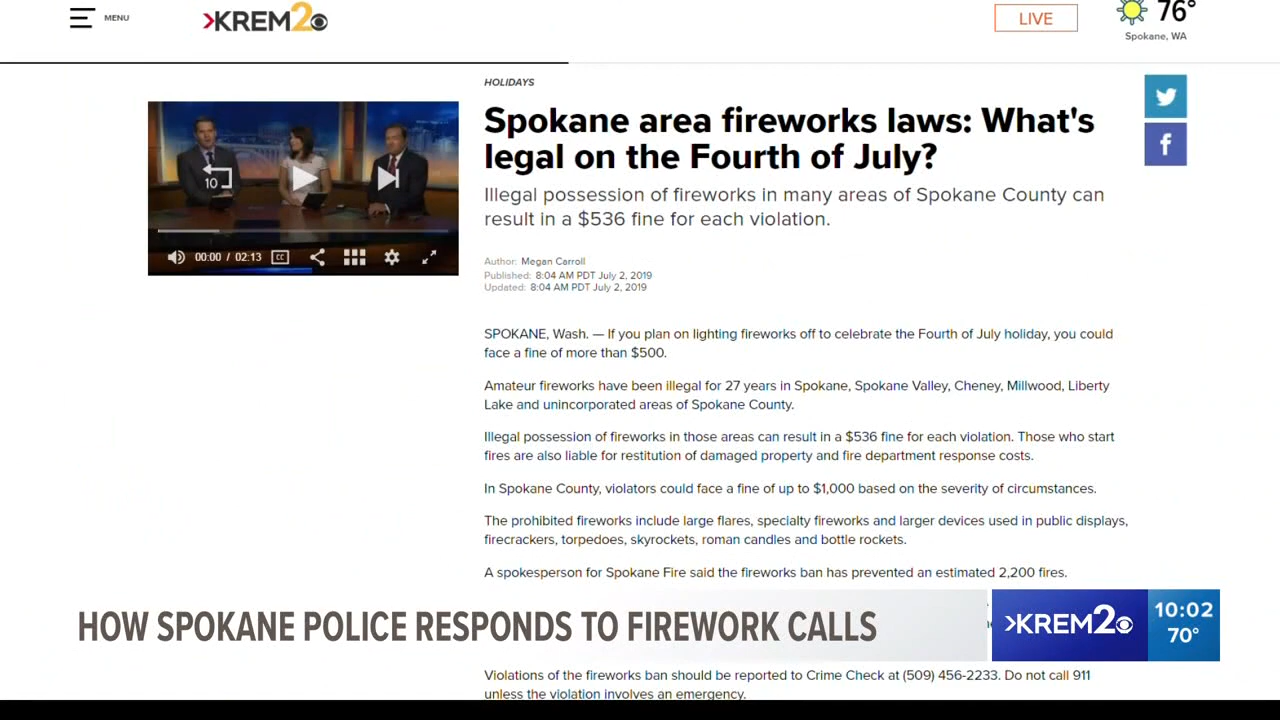 MENU
KREM2
LIVE
76°
Spokane, WA
HOLIDAYS
Spokane area fireworks laws: What's
legal on the Fourth of July?
Illegal possession of fireworks in many areas of Spokane County can
result in a $536 fine for each violation.
10
00:00 / 02:13
CC
Author: Megan Carroll
Published: 8:04 AM PDT July 2, 2019
Updated: 8:04 AM PDT July 2, 2019
SPOKANE, Wash. — If you plan on lighting fireworks off to celebrate the Fourth of July holiday, you could
face a fine of more than $500.
Amateur fireworks have been illegal for 27 years in Spokane, Spokane Valley, Cheney, Millwood, Liberty
Lake and unincorporated areas of Spokane County.
Illegal possession of fireworks in those areas can result in a $536 fine for each violation. Those who start
fires are also liable for restitution of damaged property and fire department response costs.
In Spokane County, violators could face a fine of up to $1,000 based on the severity of circumstances.
The prohibited fireworks include large flares, specialty fireworks and larger devices used in public displays,
firecrackers, torpedoes, skyrockets, roman candles and bottle rockets.
A spokesperson for Spokane Fire said the fireworks ban has prevented an estimated 2,200 fires.
HOW SPOKANE POLICE RESPONDS TO FIREWORK CALLS
KREM2
10:02
70°
Violations of the fireworks ban should be reported to Crime Check at (509) 456-2233. Do not call 911
unless the violation involves an emergency.